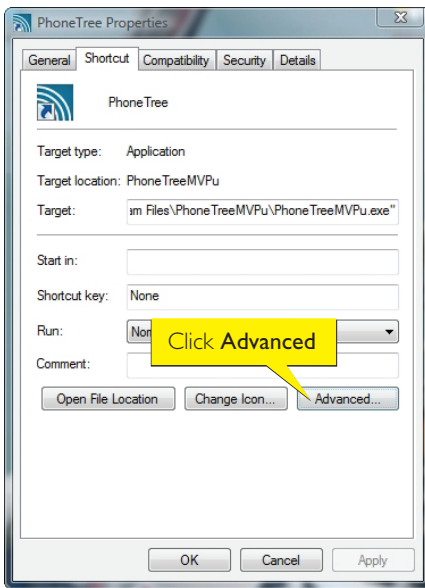 PhoneTree Properties
General Shortcut Compatibility Security Details
PhoneTree
Target type: Application
Target location: PhoneTreeMVPu
Target: am Files\PhoneTreeMVPu\PhoneTreeMVPu.exe"
Start in:
Shortcut key: None
Run: Nor
Click Advanced
Comment:
Open File Location Change Icon... Advanced...
OK Cancel Apply